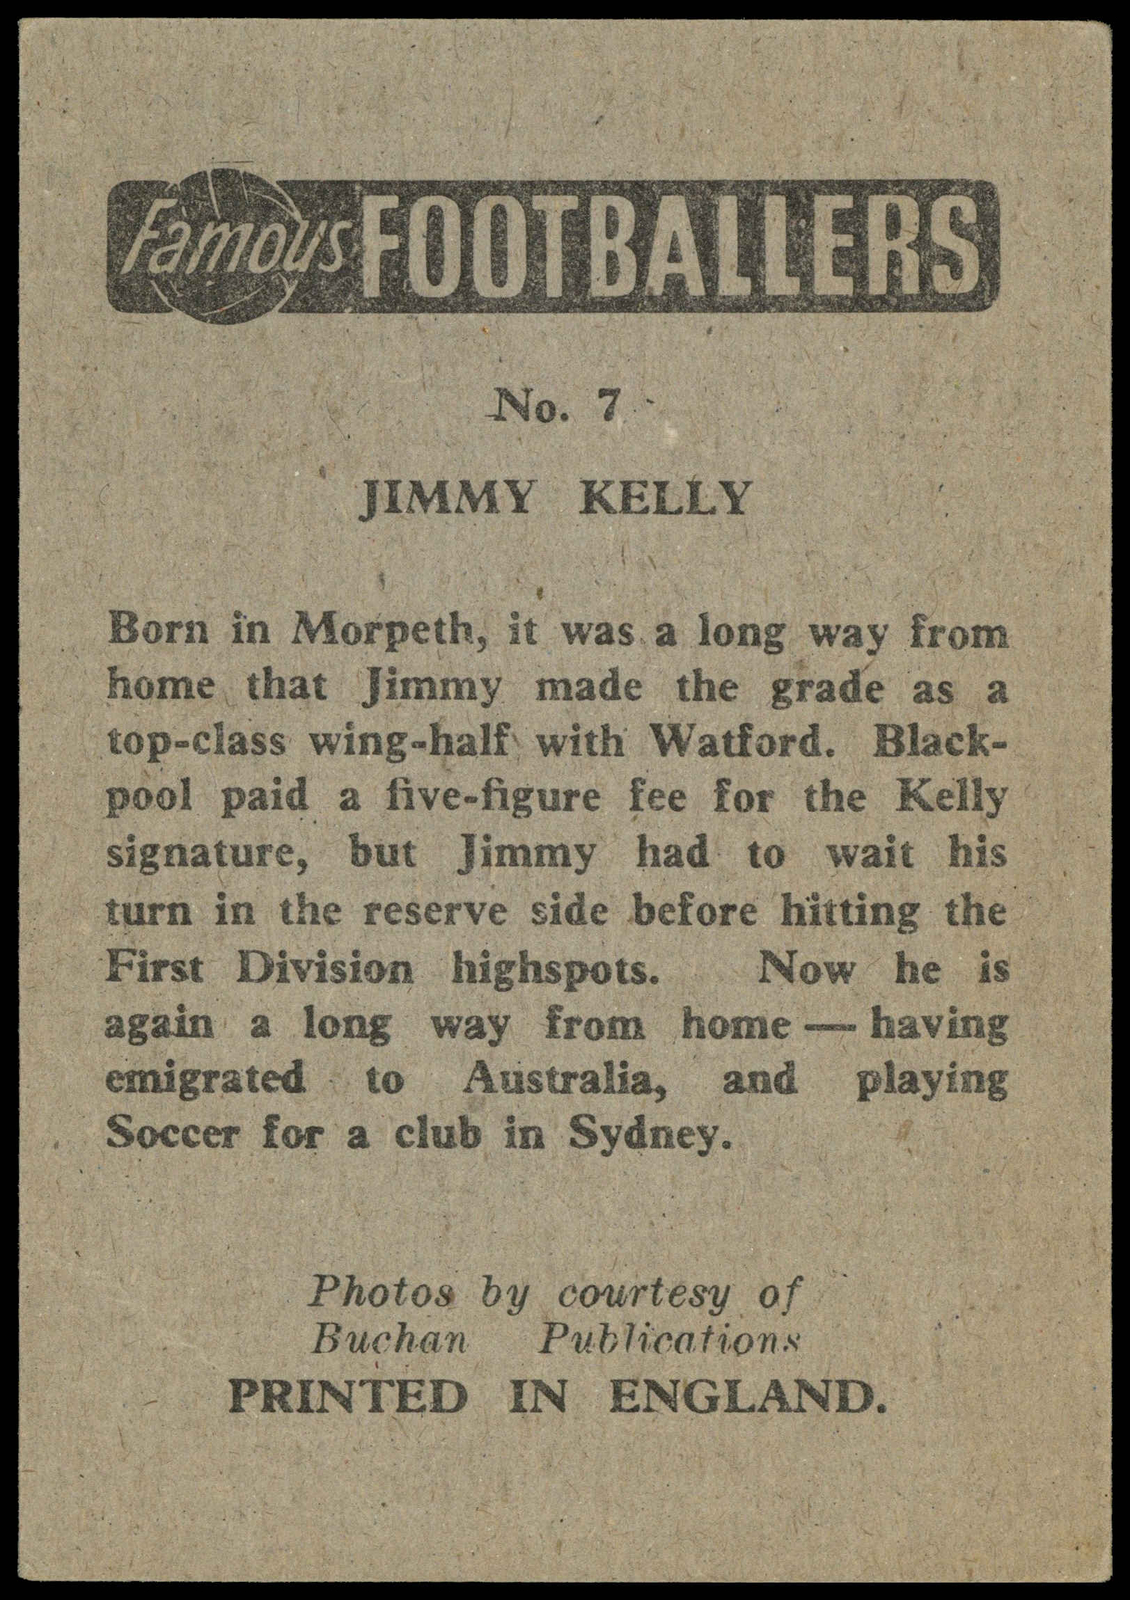 Famous FOOTBALLERS
No. 7
JIMMY KELLY
Born in Morpeth, it was a long way from
home that Jimmy made the grade as a
top-class wing-half with Watford. Black-
pool paid a five-figure fee for the Kelly
signature, but Jimmy had to wait his
turn in the reserve side before hitting the
First Division highspots. Now he is
again a long way from home — having
emigrated to Australia, and playing
Soccer for a club in Sydney.
Photos by courtesy of
Buchan Publications
PRINTED IN ENGLAND.